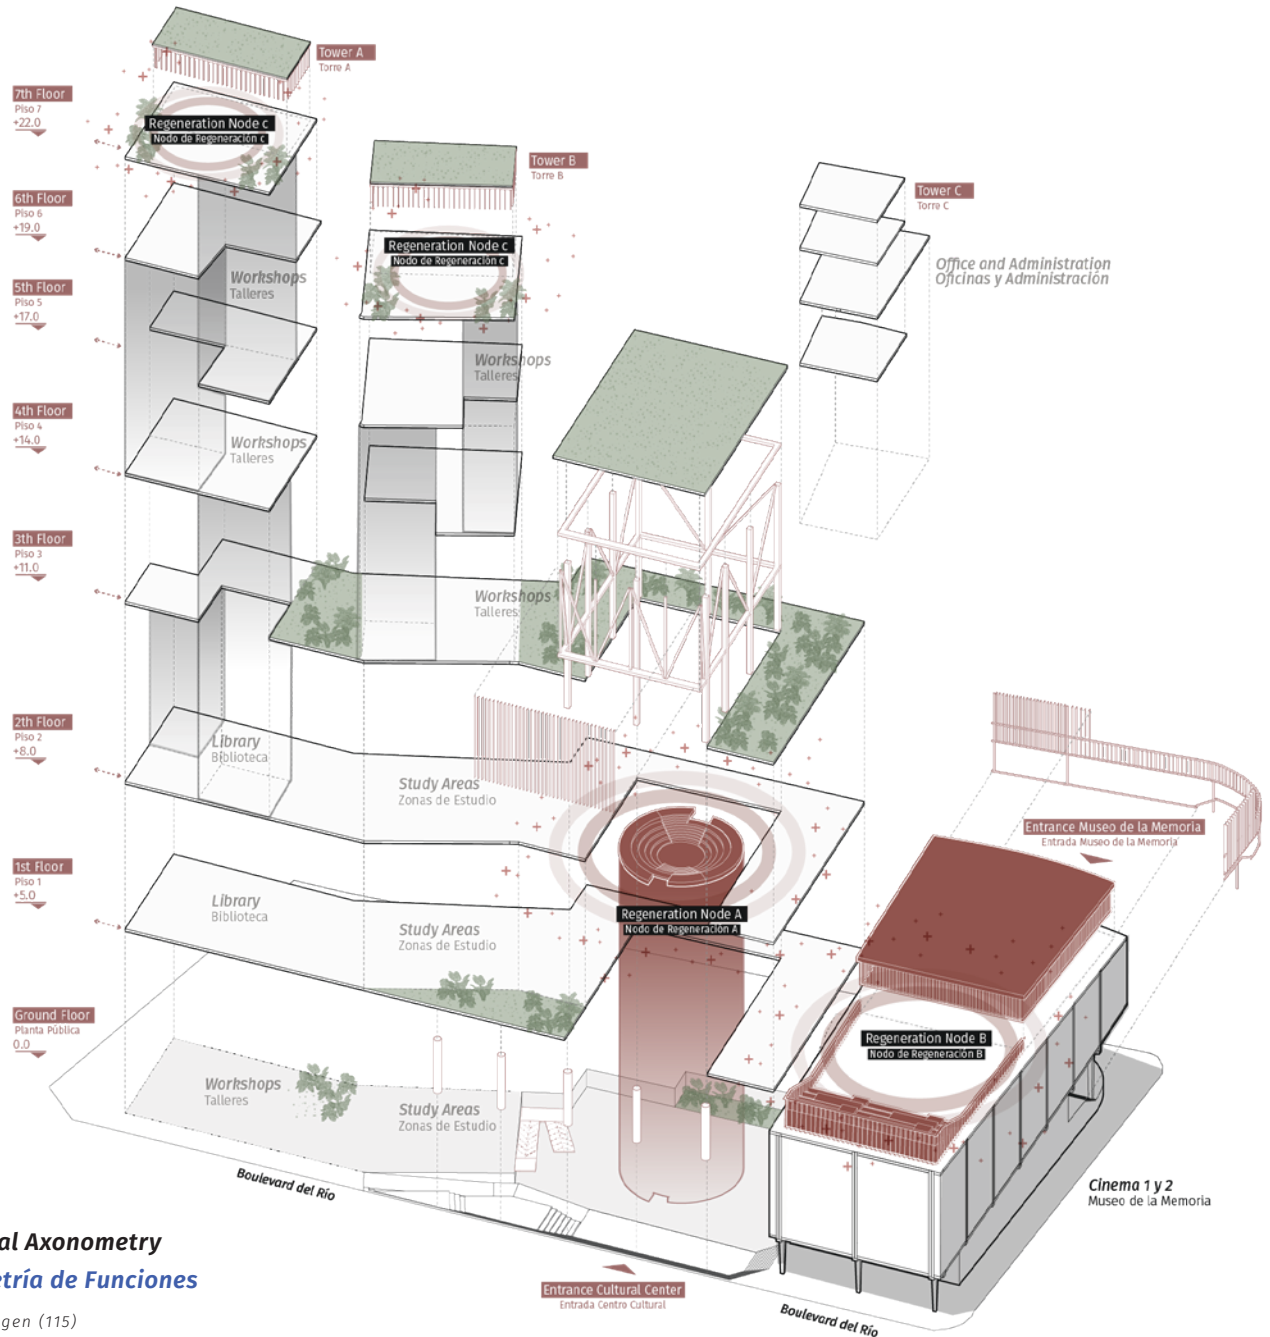 Tower A
Torre A
7th Floor
Piso 7
+22.0
Regeneration Node c
Nodo de Regeneración c
Tower B
Torre B
6th Floor
Piso 6
+19.0
Tower C
Torre C
Regeneration Node c
Nodo de Regeneración c
Office and Administration
Oficinas y Administración
Workshops
Talleres
5th Floor
Piso 5
+17.0
Workshops
Talleres
4th Floor
Piso 4
+14.0
Workshops
Talleres
3th Floor
Piso 3
+11.0
Workshops
Talleres
2th Floor
Piso 2
+8.0
Library
Biblioteca
Study Areas
Zonas de Estudio
Entrance Museo de la Memoria
Entrada Museo de la Memoria
1st Floor
Piso 1
+5.0
Library
Biblioteca
Study Areas
Zonas de Estudio
Regeneration Node A
Nodo de Regeneración A
Ground Floor
Planta Pública
0.0
Regeneration Node B
Nodo de Regeneración B
Workshops
Talleres
Study Areas
Zonas de Estudio
Boulevard del Río
Cinema 1 y 2
Museo de la Memoria
al Axonometry
etría de Funciones
gen (115)
Entrance Cultural Center
Entrada Centro Cultural
Boulevard del Río